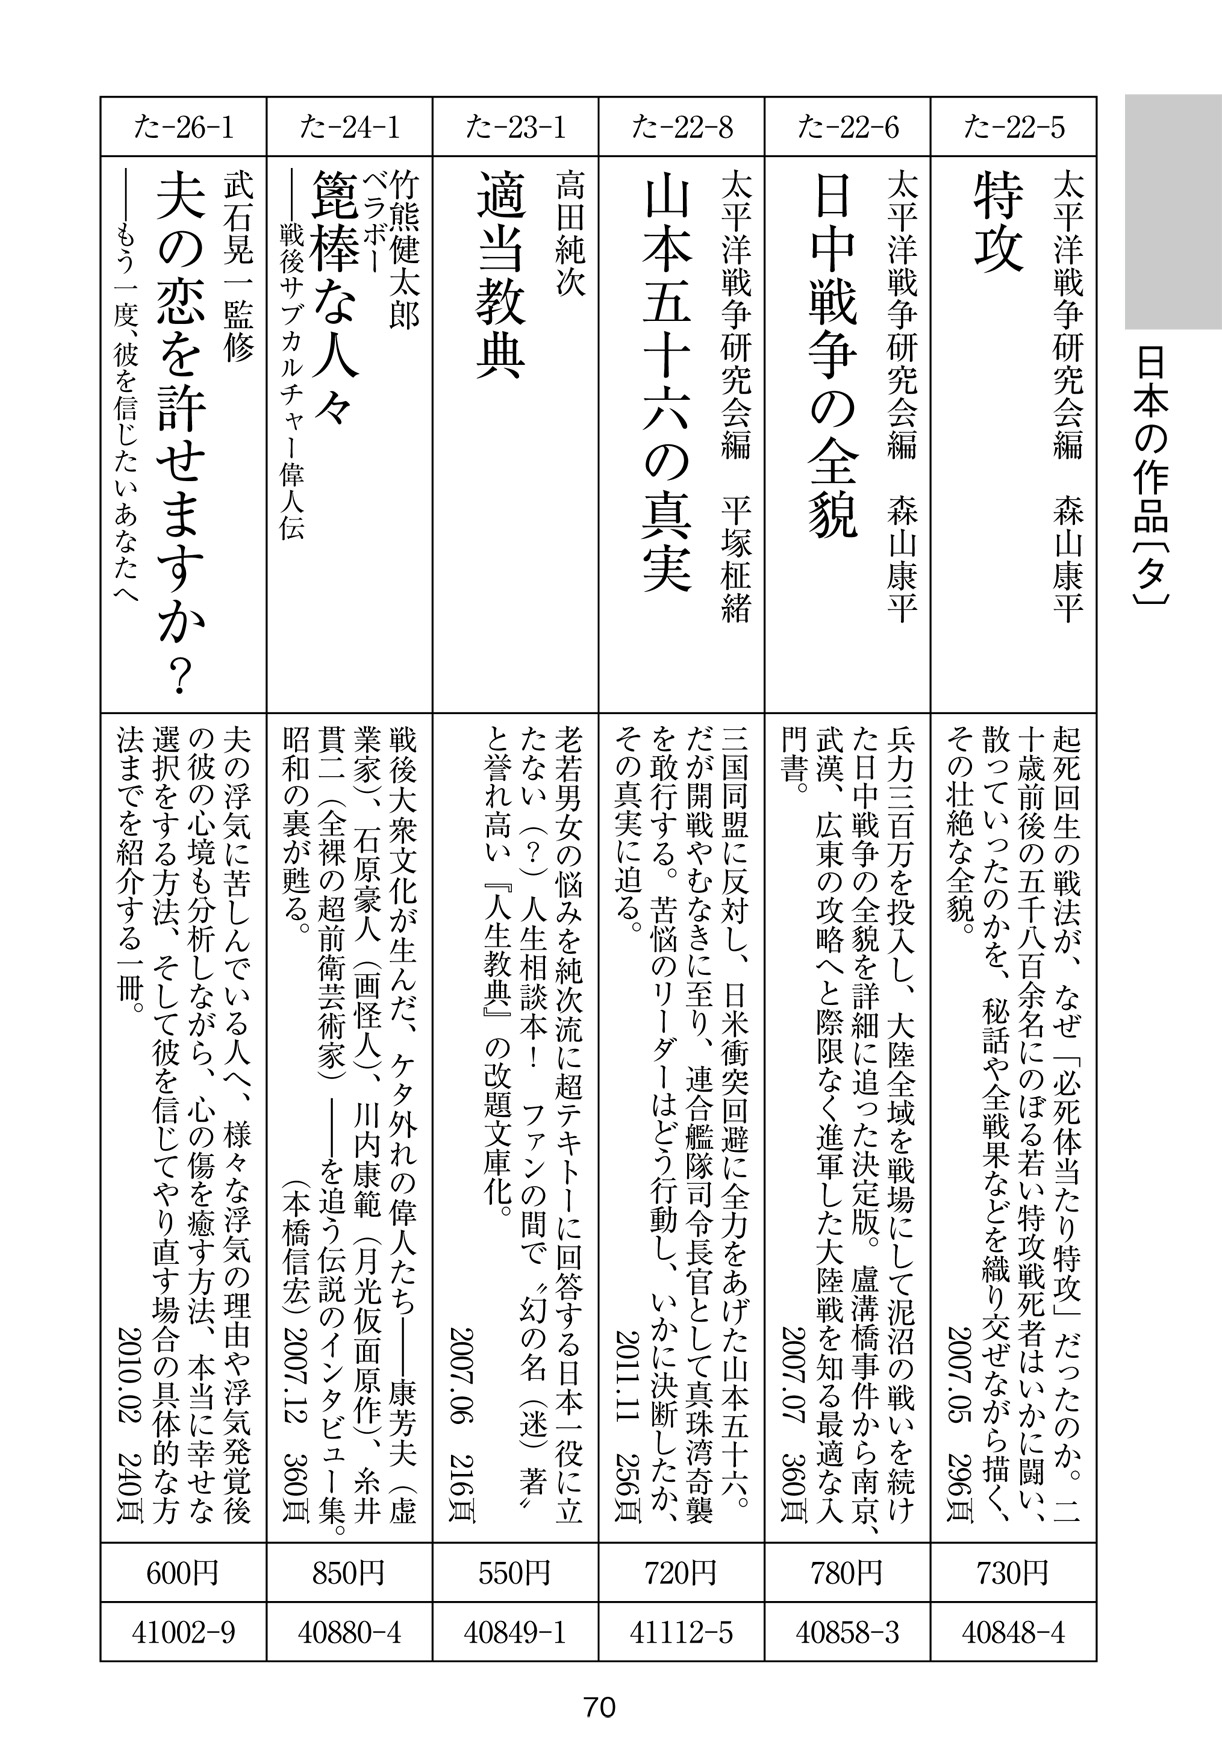 日本の作品〔タ〕
た-22-5
太平洋戦争研究会編　森山康平
特攻
起死回生の戦法が、なぜ「必死体当たり特攻」だったのか。二
十歳前後の五千八百余名にのぼる若い特攻戦死者はいかに闘い、
散っていったのかを、秘話や全戦果などを織り交ぜながら描く、
その壮絶な全貌。
2007.05　296頁
730円
40848-4
た-22-6
太平洋戦争研究会編　森山康平
日中戦争の全貌
兵力三百万を投入し、大陸全域を戦場にして泥沼の戦いを続け
た日中戦争の全貌を詳細に追った決定版。盧溝橋事件から南京、
武漢、広東の攻略へと際限なく進軍した大陸戦を知る最適な入
門書。
2007.07　360頁
780円
40858-3
た-22-8
太平洋戦争研究会編　平塚柾緒
山本五十六の真実
三国同盟に反対し、日米衝突回避に全力をあげた山本五十六。
だが開戦やむなきに至り、連合艦隊司令長官として真珠湾奇襲
を敢行する。苦悩のリーダーはどう行動し、いかに決断したか、
その真実に迫る。
2011.11　256頁
720円
41112-5
た-23-1
高田純次
適当教典
老若男女の悩みを純次流に超テキトーに回答する日本一役に立
たない（？）人生相談本！　ファンの間で〝幻の名（迷）著〟
と誉れ高い『人生教典』の改題文庫化。
2007.06　216頁
550円
40849-1
た-24-1
竹熊健太郎
ベラボー
篦棒な人々
――戦後サブカルチャー偉人伝
戦後大衆文化が生んだ、ケタ外れの偉人たち――康芳夫（虚
業家）、石原豪人（画怪人）、川内康範（月光仮面原作）、糸井
貫二（全裸の超前衛芸術家）――を追う伝説のインタビュー集。
昭和の裏が甦る。
（本橋信宏）2007.12　360頁
850円
40880-4
た-26-1
武石晃一監修
夫の恋を許せますか？
――もう一度、彼を信じたいあなたへ
夫の浮気に苦しんでいる人へ、様々な浮気の理由や浮気発覚後
の彼の心境も分析しながら、心の傷を癒す方法、本当に幸せな
選択をする方法、そして彼を信じてやり直す場合の具体的な方
法までを紹介する一冊。
2010.02　240頁
600円
41002-9
70